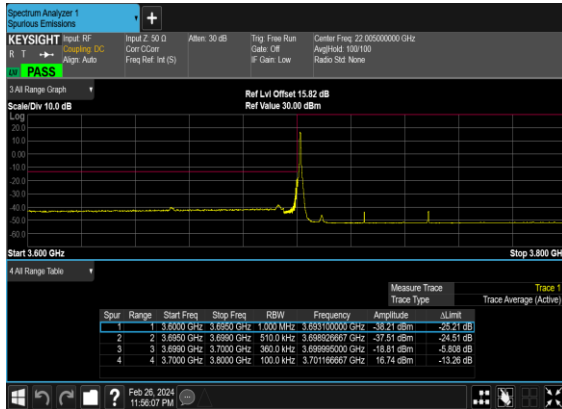 Spectrum Analyzer 1
Spurious Emissions
+
KEYSIGHT Input: RF Input Z: 50 Ω Atten: 30 dB Trig: Free Run Center Freq: 22.005000000 GHz
R T Coupling: DC Corr CCorr Gate: Off Avg|Hold: 100/100
Align: Auto Freq Ref: Int (S) IF Gain: Low Radio Std: None
PASS
3 All Range Graph
Ref Lvl Offset 15.82 dB
Scale/Div 10.0 dB Ref Value 30.00 dBm
Log
20.0
10.0
0.00
-10.0
-20.0
-30.0
-40.0
-50.0
-60.0
Start 3.600 GHz Stop 3.800 GHz
4 All Range Table
Measure Trace Trace 1
Trace Type Trace Average (Active)
Spur Range Start Freq Stop Freq RBW Frequency Amplitude ΔLimit
1 1 3.6000 GHz 3.6950 GHz 1.000 MHz 3.693100000 GHz -38.21 dBm -25.21 dB
2 2 3.6950 GHz 3.6990 GHz 510.0 kHz 3.698926667 GHz -37.51 dBm -24.51 dB
3 3 3.6990 GHz 3.7000 GHz 360.0 kHz 3.699995000 GHz -18.81 dBm -5.808 dB
4 4 3.7000 GHz 3.8000 GHz 100.0 kHz 3.701166667 GHz 16.74 dBm -13.26 dB
? Feb 26, 2024
11:56:07 PM